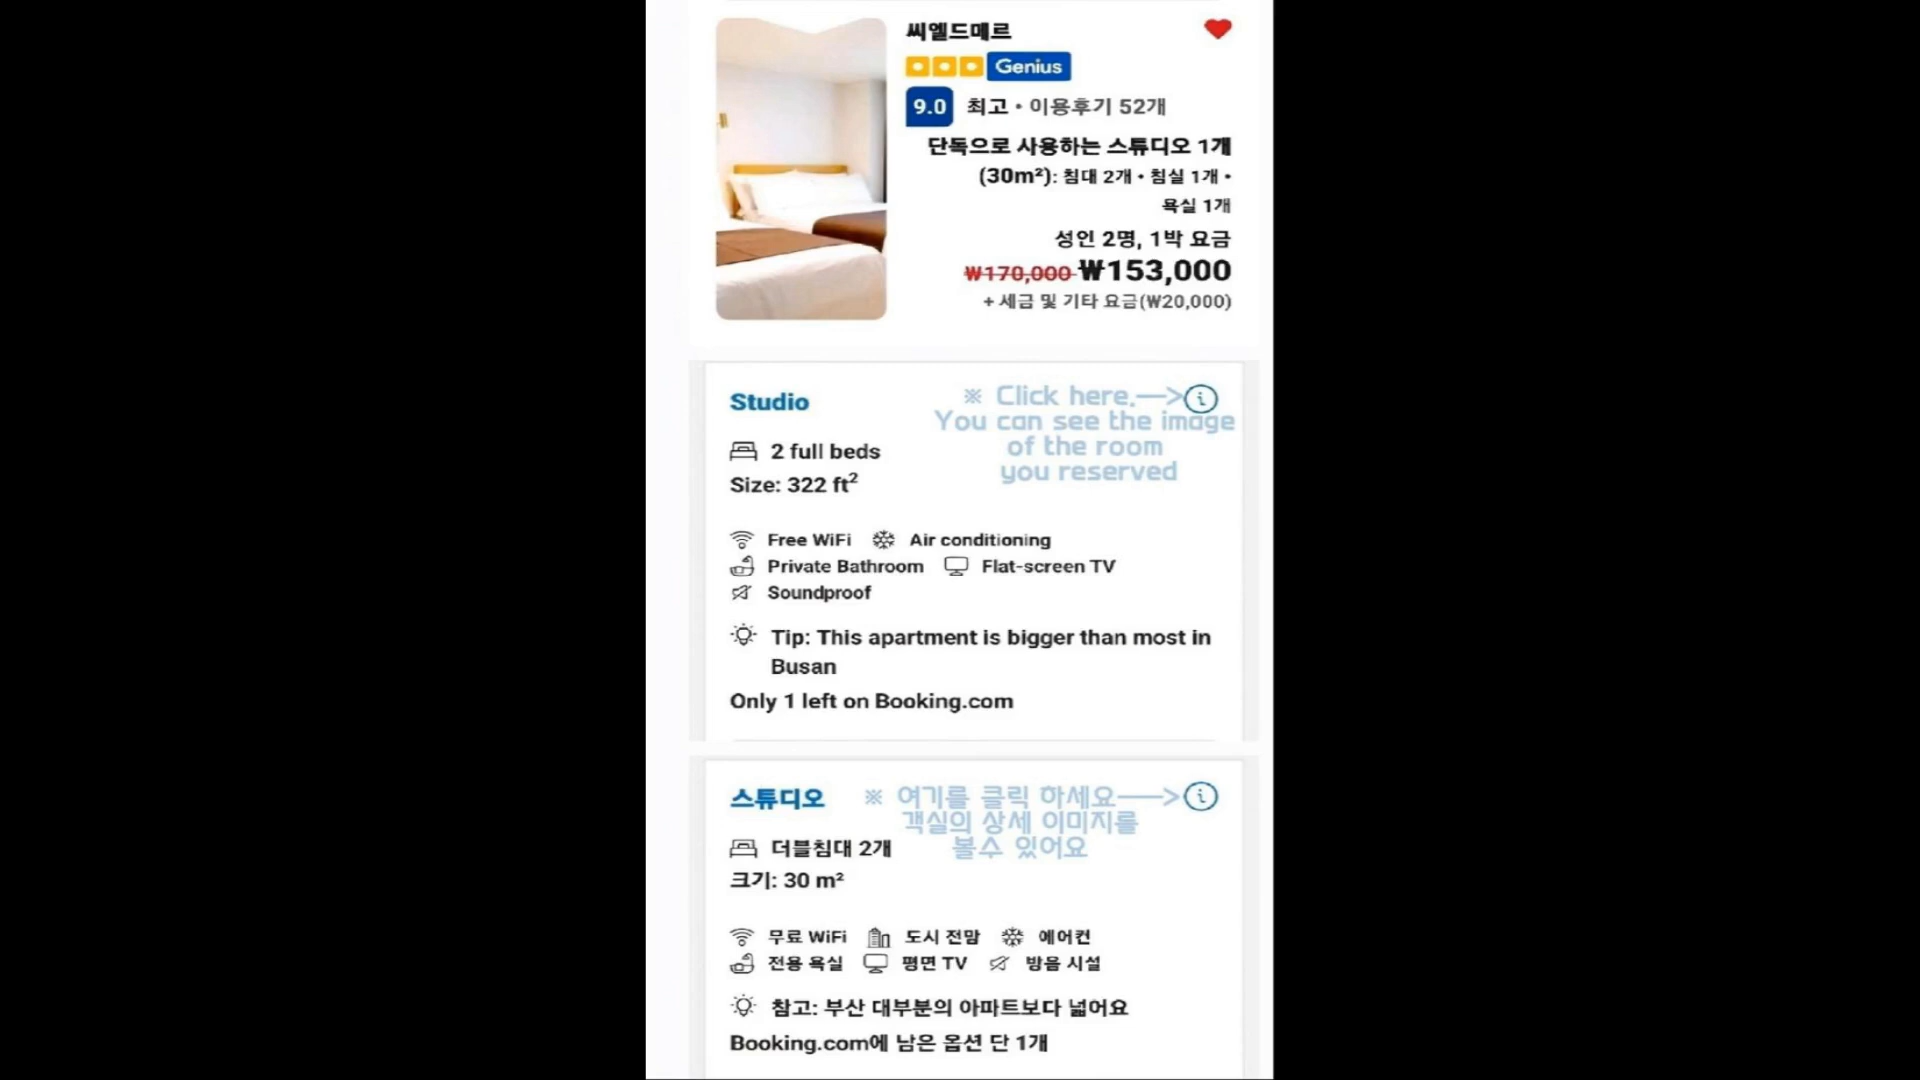 씨엘드메르
Genius
9.0 최고 • 이용후기 52개
단독으로 사용하는 스튜디오 1개
(30m²): 침대 2개 • 침실 1개 •
욕실 1개
성인 2명, 1박 요금
₩170,000 ₩153,000
+ 세금 및 기타 요금(₩20,000)
Studio
※ Click here.—>
You can see the image
of the room
you reserved
2 full beds
Size: 322 ft²
Free WiFi Air conditioning
Private Bathroom Flat-screen TV
Soundproof
Tip: This apartment is bigger than most in
Busan
Only 1 left on Booking.com
스튜디오 ※ 여기를 클릭 하세요——>
객실의 상세 이미지를
볼수 있어요
더블침대 2개
크기: 30 m²
무료 WiFi 도시 전망 에어컨
전용 욕실 평면 TV 방음 시설
참고: 부산 대부분의 아파트보다 넓어요
Booking.com에 남은 옵션 단 1개